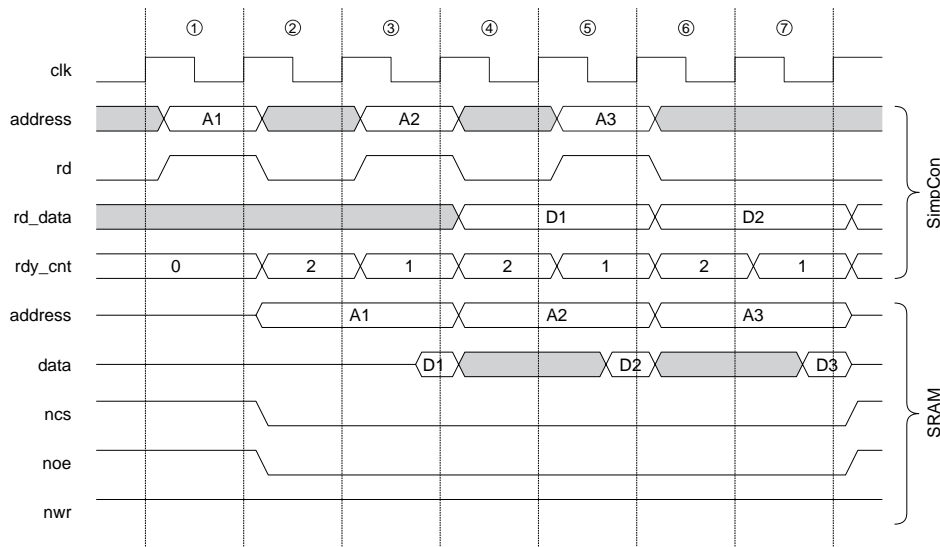 ① ② ③ ④ ⑤ ⑥ ⑦
clk
address A1 A2 A3
rd
rd_data D1 D2
rdy_cnt 0 2 1 2 1 2 1
SimpCon
address A1 A2 A3
data D1 D2 D3
ncs
noe
nwr
SRAM